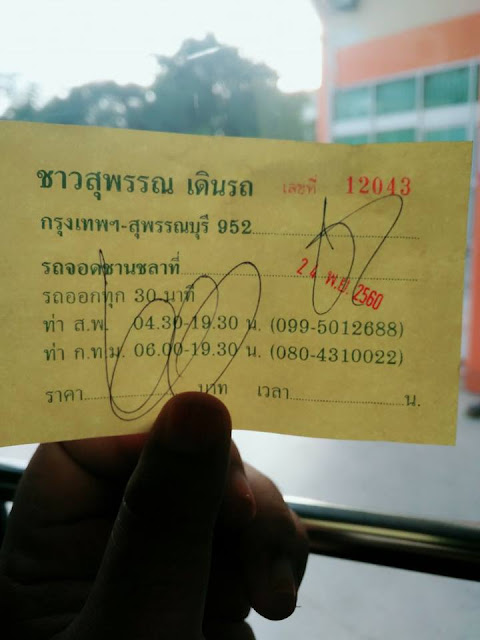 ชาวสุพรรณ เดินรถ เลขที่ 12043
กรุงเทพฯ-สุพรรณบุรี 952
รถจอดชานชลาที่ 24 พ.ย. 2560
รถออกทุก 30 นาที
ท่า ส.พ. 04.30-19.30 น. (099-5012688)
ท่า ก.ท.ม. 06.00-19.30 น. (080-4310022)
ราคา บาท เวลา น.